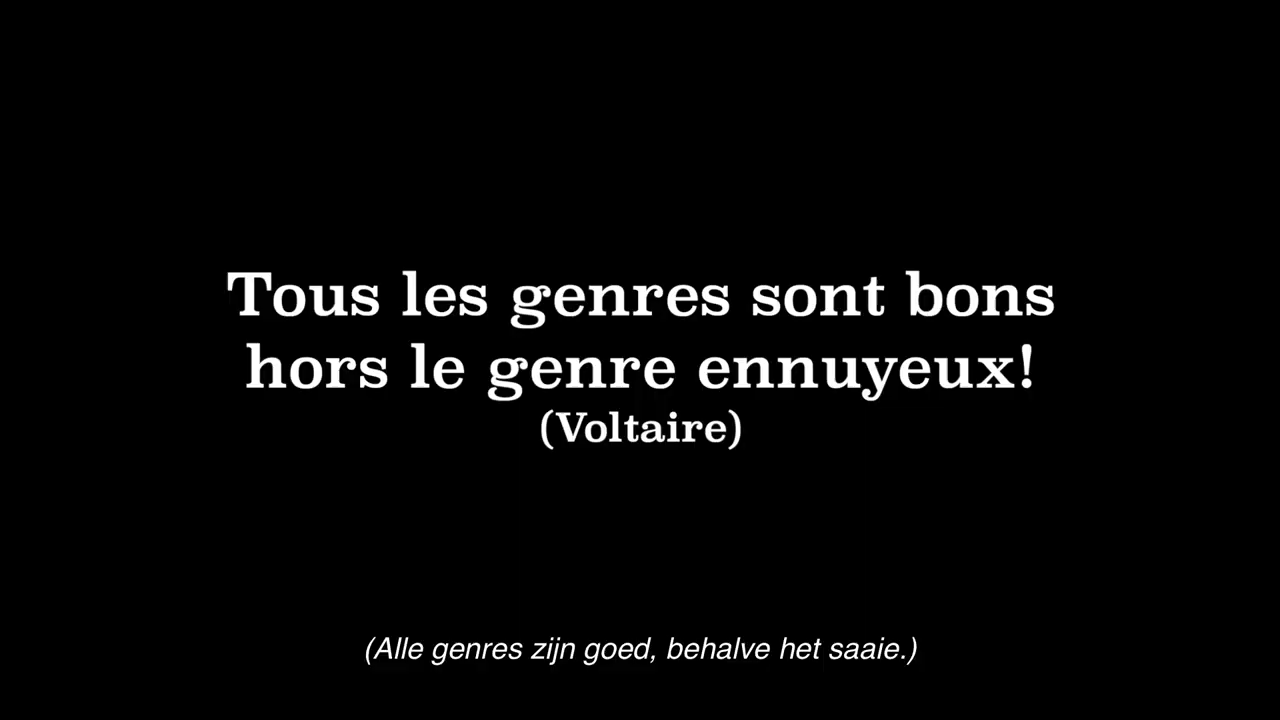 Tous les genres sont bons
hors le genre ennuyeux!
(Voltaire)
(Alle genres zijn goed, behalve het saaie.)